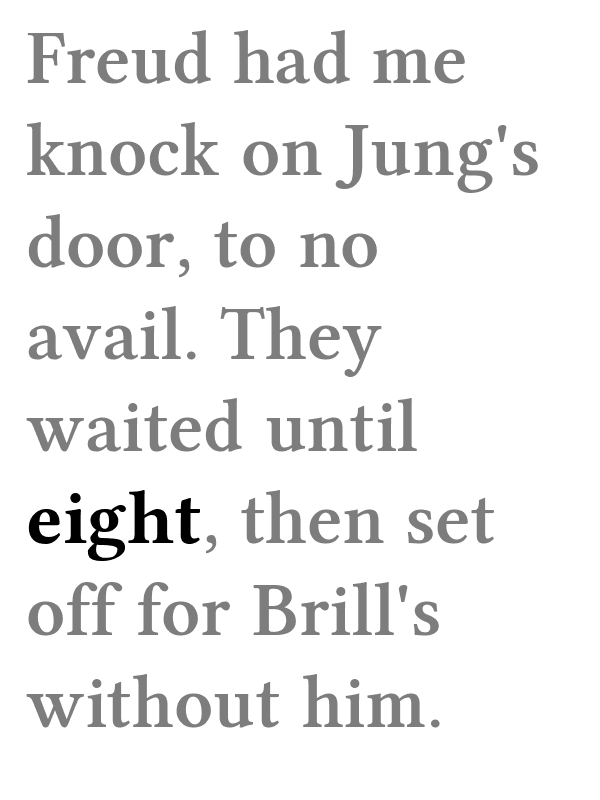 Freud had me
knock on Jung's
door, to no
avail. They
waited until
eight, then set
off for Brill's
without him.